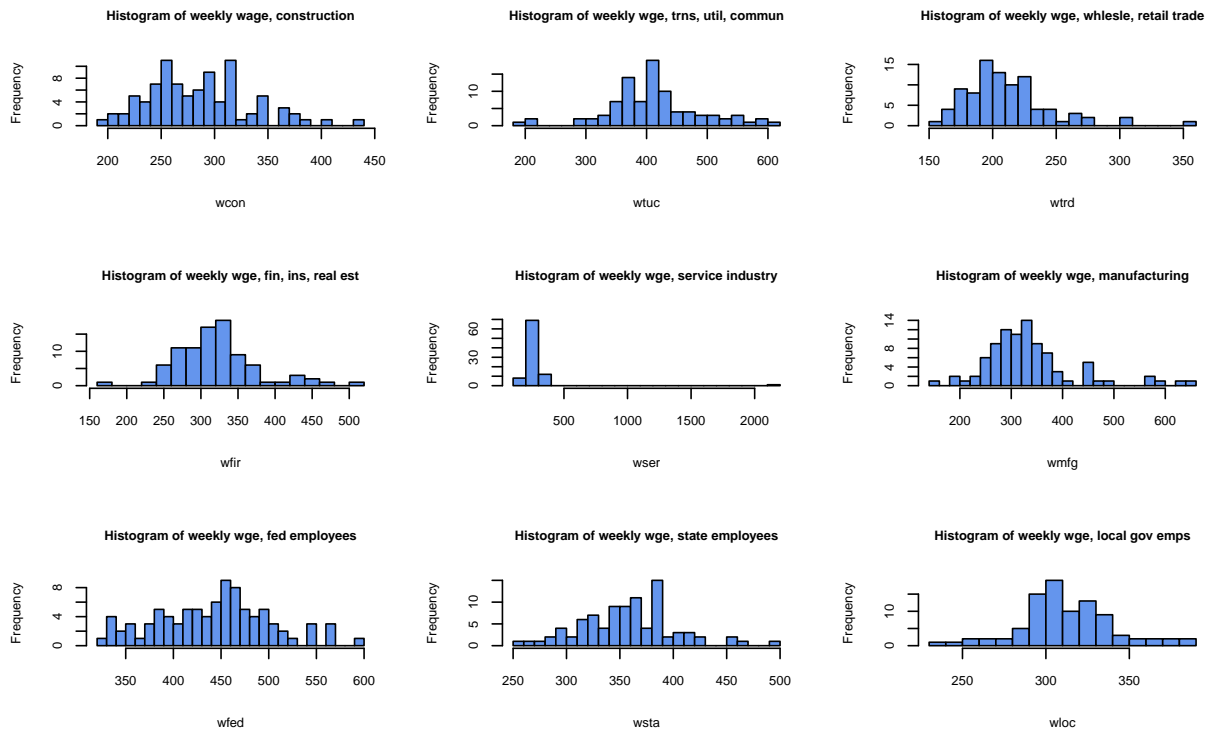 Histogram of weekly wage, construction
Frequency
0 4 8
200 250 300 350 400 450
wcon
Histogram of weekly wge, trns, util, commun
Frequency
0 10
200 300 400 500 600
wtuc
Histogram of weekly wge, whlesle, retail trade
Frequency
0 5 15
150 200 250 300 350
wtrd
Histogram of weekly wge, fin, ins, real est
Frequency
0 10
150 200 250 300 350 400 450 500
wfir
Histogram of weekly wge, service industry
Frequency
0 30 60
500 1000 1500 2000
wser
Histogram of weekly wge, manufacturing
Frequency
0 4 8 14
200 300 400 500 600
wmfg
Histogram of weekly wge, fed employees
Frequency
0 4 8
350 400 450 500 550 600
wfed
Histogram of weekly wge, state employees
Frequency
0 5 15
250 300 350 400 450 500
wsta
Histogram of weekly wge, local gov emps
Frequency
0 10
250 300 350
wloc